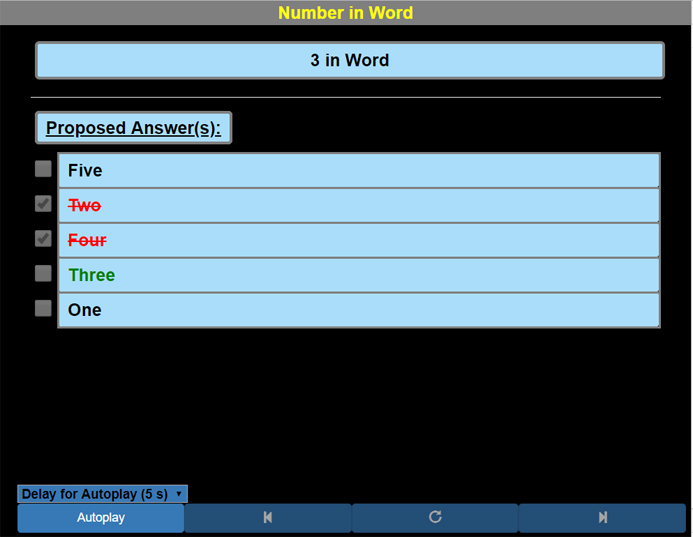 Number in Word
3 in Word
Proposed Answer(s):
Five
Two
Four
Three
One
Delay for Autoplay (5 s)
Autoplay